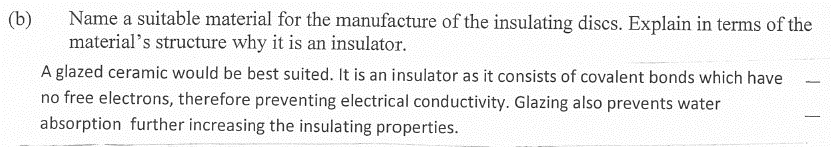 (b) Name a suitable material for the manufacture of the insulating discs. Explain in terms of the
material's structure why it is an insulator.
A glazed ceramic would be best suited. It is an insulator as it consists of covalent bonds which have
no free electrons, therefore preventing electrical conductivity. Glazing also prevents water
absorption further increasing the insulating properties.